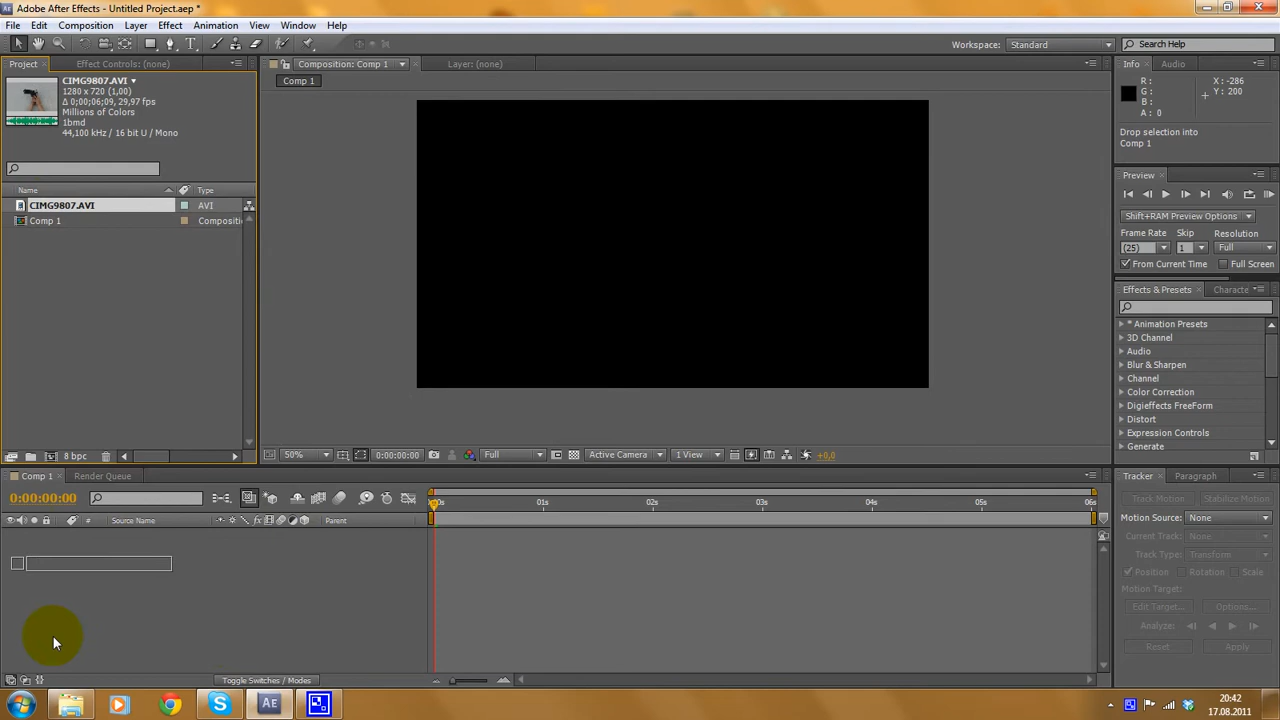 Adobe After Effects - Untitled Project.aep *
File Edit Composition Layer Effect Animation View Window Help
Workspace: Standard Search Help
Project Effect Controls: (none) Composition: Comp 1 Layer: (none) Info Audio
CIMG9807.AVI
1280 x 720 (1,00)
Δ 0;00;06;09, 29,97 fps
Millions of Colors
1bmd
44,100 kHz / 16 bit U / Mono
Comp 1
R :
G :
B :
A : 0
X : -286
Y : 200
Drop selection into
Comp 1
Preview
Shift+RAM Preview Options
Frame Rate Skip Resolution
(25) 1 Full
From Current Time Full Screen
Name Type
CIMG9807.AVI AVI
Comp 1 Compositi
Effects & Presets Characte
* Animation Presets
3D Channel
Audio
Blur & Sharpen
Channel
Color Correction
Digieffects FreeForm
Distort
Expression Controls
Generate
8 bpc
50% 0:00:00:00 Full Active Camera 1 View +0,0
Comp 1 Render Queue
0:00:00:00
01s 02s 03s 04s 05s 06s
# Source Name Parent
Toggle Switches / Modes
Tracker Paragraph
Track Motion Stabilize Motion
Motion Source: None
Current Track: None
Track Type: Transform
Position Rotation Scale
Motion Target:
Edit Target... Options...
Analyze:
Reset Apply
Ae
20:42
17.08.2011